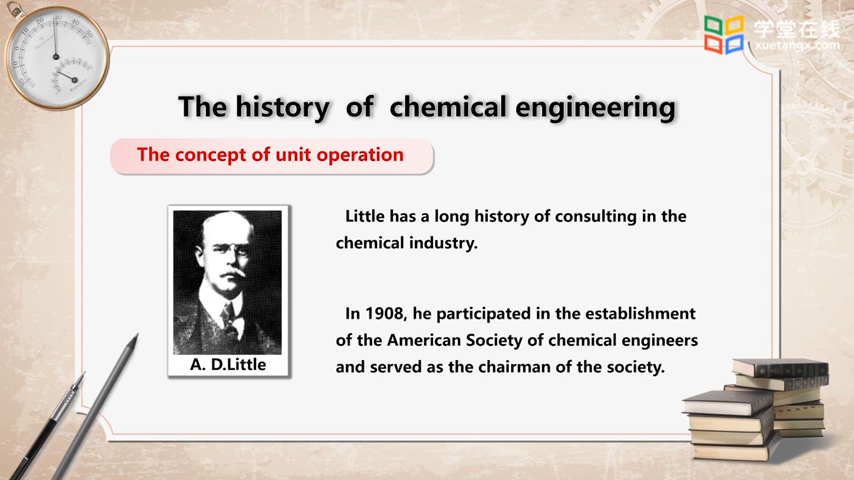 学堂在线
xuetangx.com
The history of chemical engineering
The concept of unit operation
Little has a long history of consulting in the
chemical industry.
In 1908, he participated in the establishment
of the American Society of chemical engineers
and served as the chairman of the society.
A. D.Little